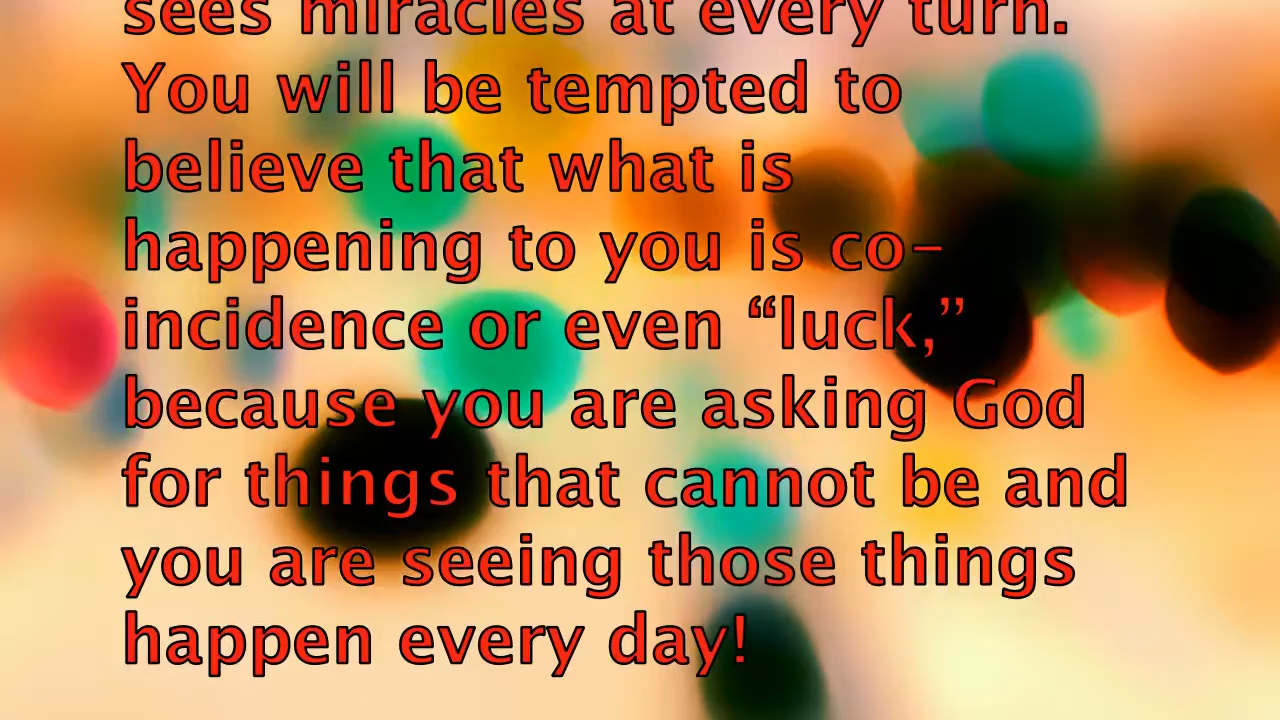 sees miracles at every turn.
You will be tempted to
believe that what is
happening to you is co-
incidence or even “luck,”
because you are asking God
for things that cannot be and
you are seeing those things
happen every day!